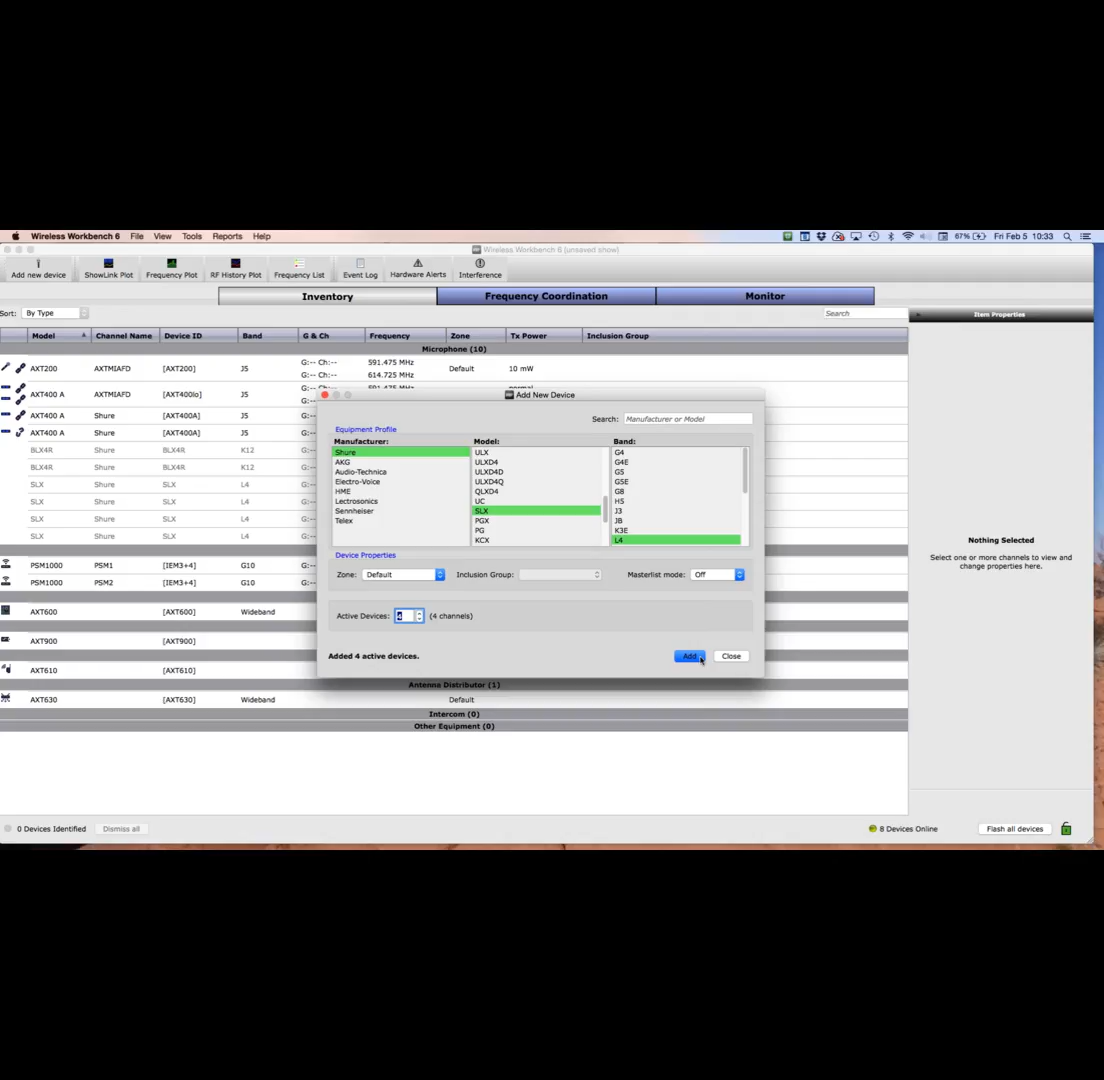 Wireless Workbench 6 File View Tools Reports Help 67% Fri Feb 5 10:33
Wireless Workbench 6 [unsaved show]
Add new device ShowLink Plot Frequency Plot RF History Plot Frequency List Event Log Hardware Alerts Interference
Inventory Frequency Coordination Monitor
Sort: By Type Search Item Properties
Model Channel Name Device ID Band G & Ch Frequency Zone Tx Power Inclusion Group
Microphone (10)
AXT200 AXTMIAFD [AXT200] J5 G:-- Ch:-- 591.475 MHz Default 10 mW
G:-- Ch:-- 614.725 MHz
AXT400 A AXTMIAFD [AXT400lo] J5 G:-- Ch:-- 591.475 MHz normal
G:--
AXT400 A Shure [AXT400A] J5 G:--
AXT400 A Shure [AXT400A] J5 G:--
BLX4R Shure BLX4R K12 G:--
BLX4R Shure BLX4R K12 G:--
SLX Shure SLX L4 G:--
SLX Shure SLX L4 G:--
SLX Shure SLX L4 G:--
SLX Shure SLX L4 G:--
PSM1000 PSM1 [IEM3+4] G10 G:--
PSM1000 PSM2 [IEM3+4] G10 G:--
AXT600 [AXT600] Wideband
AXT900 [AXT900]
AXT610 [AXT610]
Antenna Distributor (1)
AXT630 [AXT630] Wideband Default
Intercom (0)
Other Equipment (0)
Add New Device
Search: Manufacturer or Model
Equipment Profile
Manufacturer: Model: Band:
Shure ULX G4
AKG ULXD4 G4E
Audio-Technica ULXD4D G5
Electro-Voice ULXD4Q G5E
HME QLXD4 G8
Lectrosonics UC H5
Sennheiser SLX J3
Telex PGX JB
PG K3E
KCX L4
Device Properties
Zone: Default Inclusion Group: Masterlist mode: Off
Active Devices: 4 (4 channels)
Added 4 active devices. Add Close
Nothing Selected
Select one or more channels to view and
change properties here.
0 Devices Identified Dismiss all 8 Devices Online Flash all devices